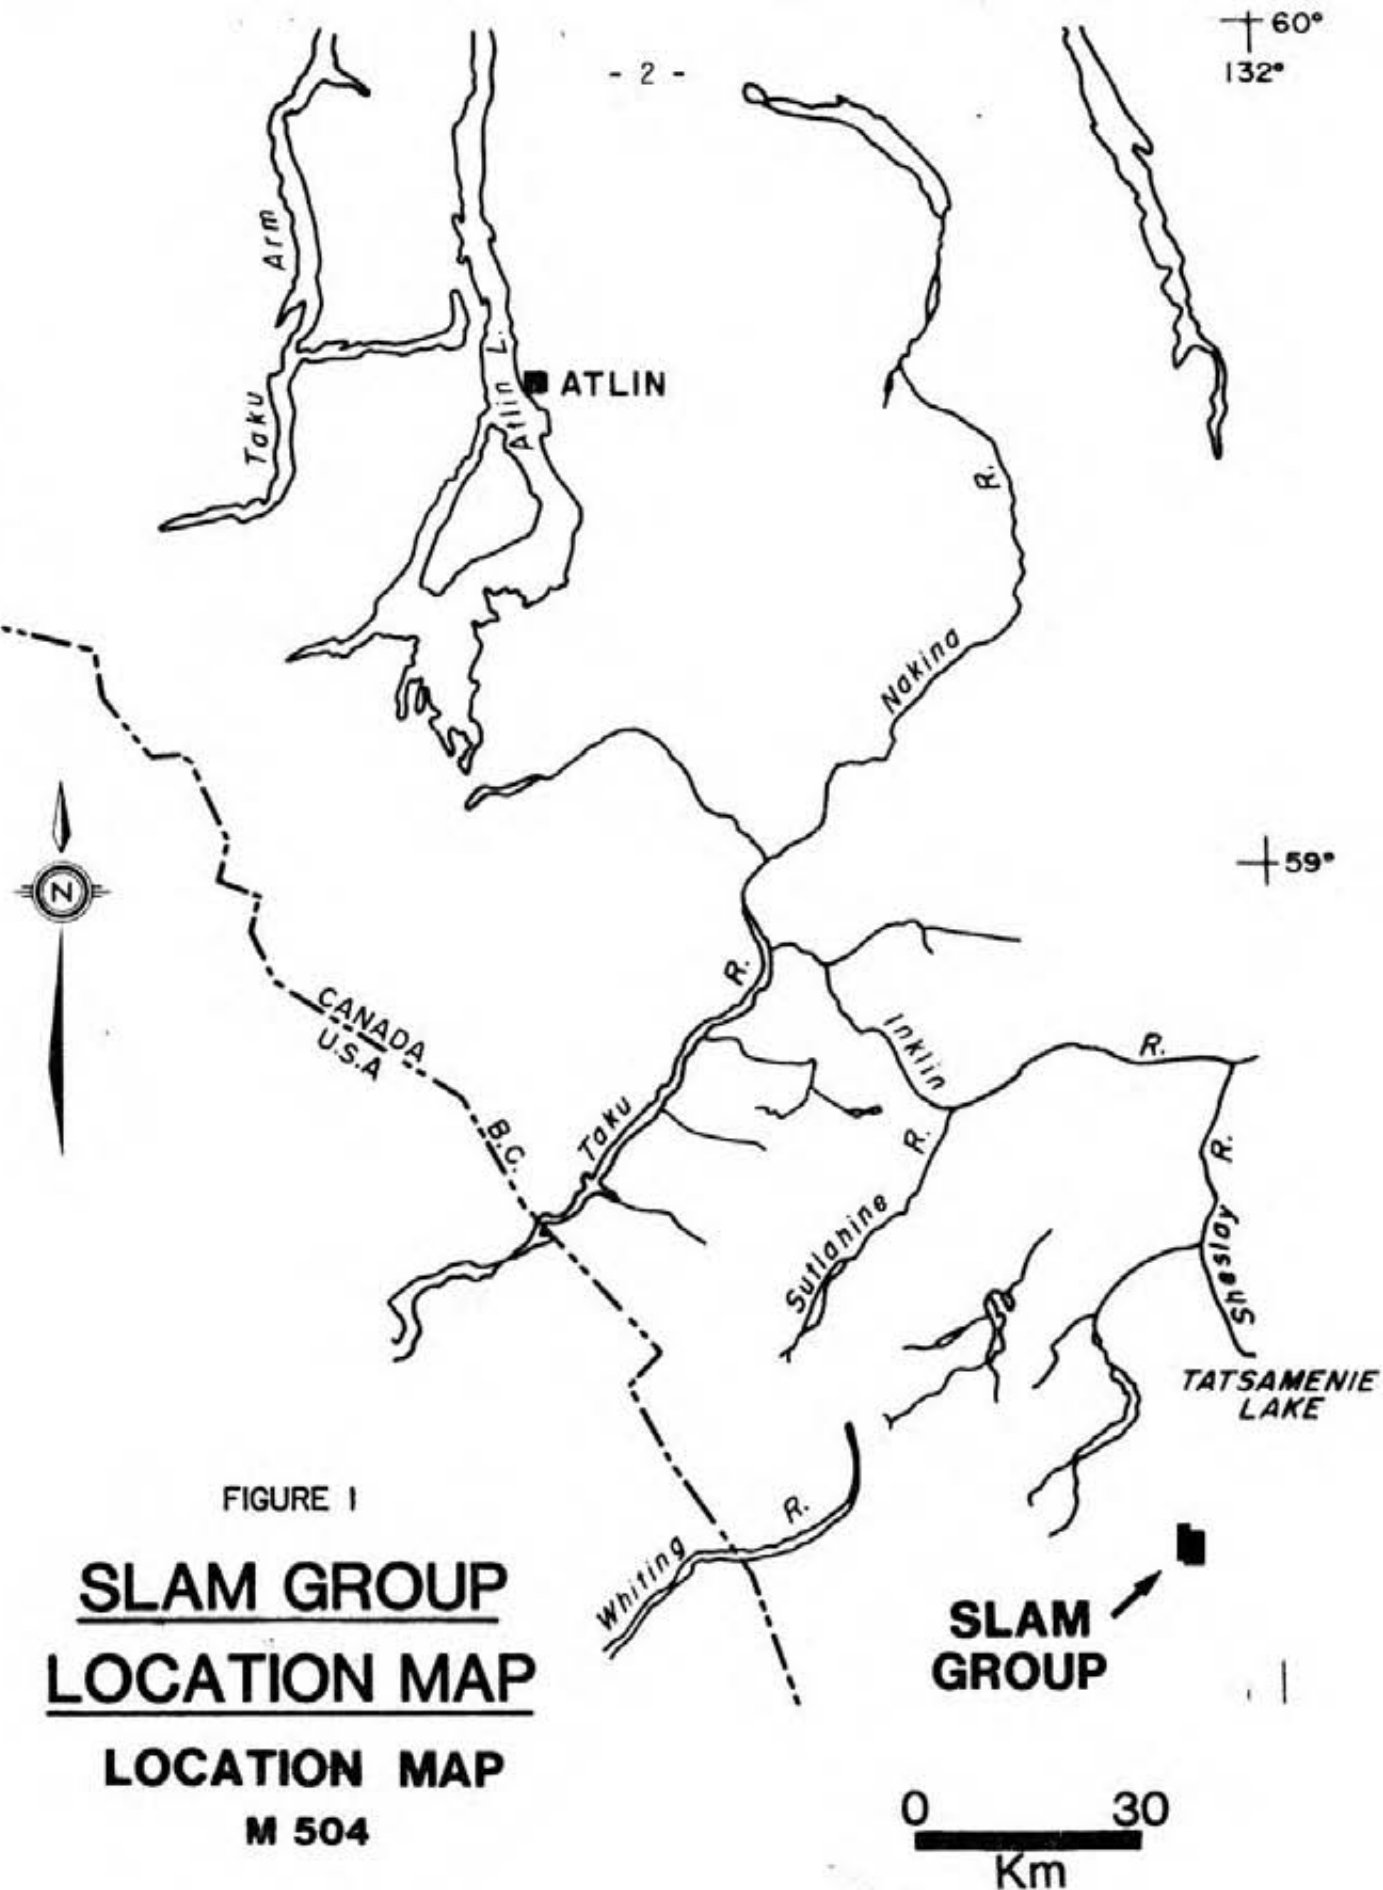 60°
132°
- 2 -
Taku Arm
Atlin L.
ATLIN
R.
Nakina
59°
N
R.
CANADA
U.S.A
Inklin
R.
B.C.
Taku
R.
R.
Sutlahine
Sheslay
TATSAMENIE
LAKE
FIGURE 1
R.
Whiting
SLAM GROUP
LOCATION MAP
LOCATION MAP
M 504
SLAM
GROUP
0 30
Km